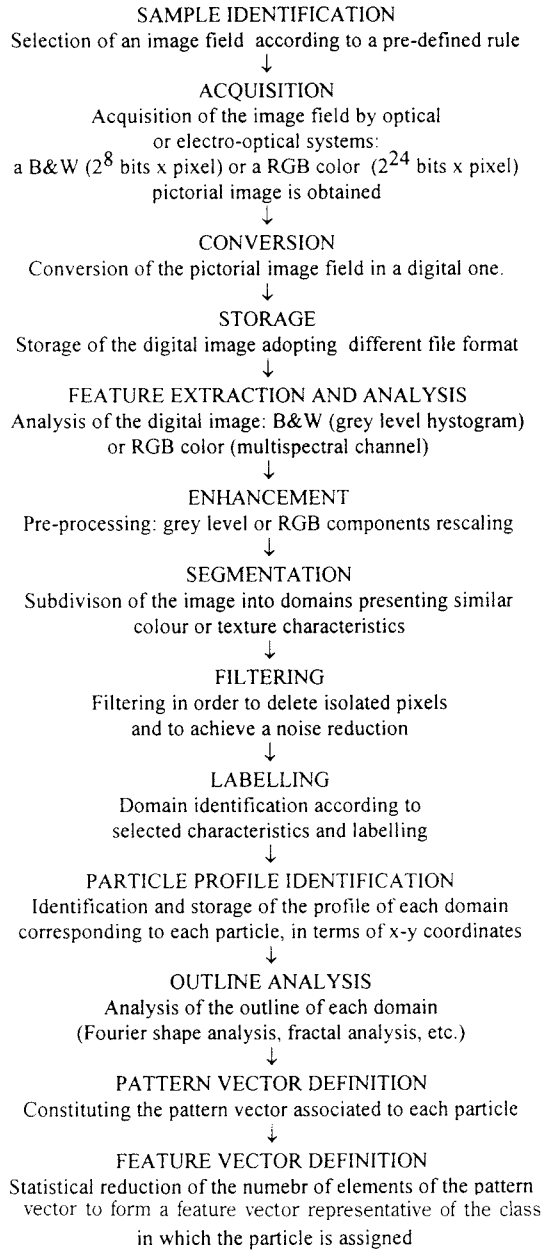 SAMPLE IDENTIFICATION
Selection of an image field according to a pre-defined rule
↓
ACQUISITION
Acquisition of the image field by optical
or electro-optical systems:
a B&W (2^8 bits x pixel) or a RGB color (2^24 bits x pixel)
pictorial image is obtained
↓
CONVERSION
Conversion of the pictorial image field in a digital one.
↓
STORAGE
Storage of the digital image adopting different file format
↓
FEATURE EXTRACTION AND ANALYSIS
Analysis of the digital image: B&W (grey level hystogram)
or RGB color (multispectral channel)
↓
ENHANCEMENT
Pre-processing: grey level or RGB components rescaling
↓
SEGMENTATION
Subdivison of the image into domains presenting similar
colour or texture characteristics
↓
FILTERING
Filtering in order to delete isolated pixels
and to achieve a noise reduction
↓
LABELLING
Domain identification according to
selected characteristics and labelling
↓
PARTICLE PROFILE IDENTIFICATION
Identification and storage of the profile of each domain
corresponding to each particle, in terms of x-y coordinates
↓
OUTLINE ANALYSIS
Analysis of the outline of each domain
(Fourier shape analysis, fractal analysis, etc.)
↓
PATTERN VECTOR DEFINITION
Constituting the pattern vector associated to each particle
↓
FEATURE VECTOR DEFINITION
Statistical reduction of the numebr of elements of the pattern
vector to form a feature vector representative of the class
in which the particle is assigned